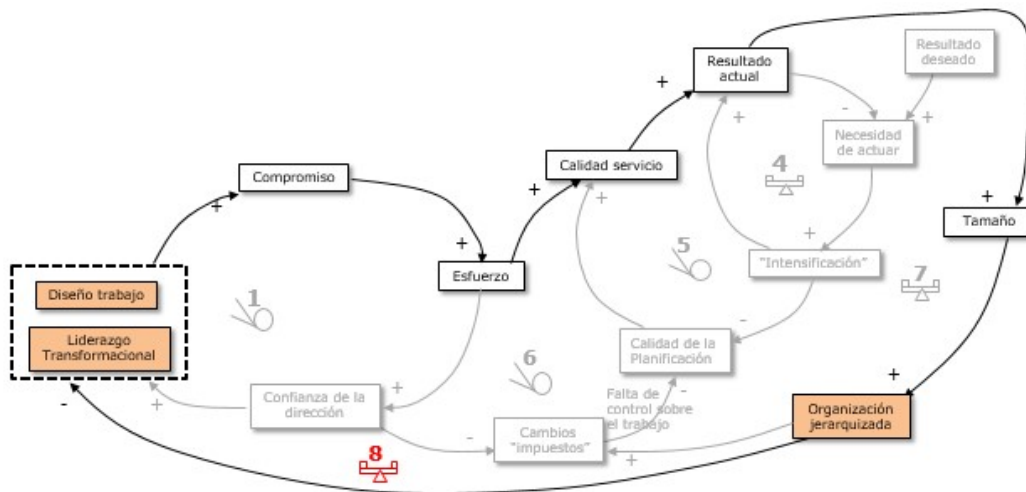 Resultado
actual
Resultado
deseado
+
-
+
+
Necesidad
de actuar
Calidad servicio
4
Compromiso
+
+
+
+
Tamaño
+
+
5
"Intensificación"
Esfuerzo
7
Diseño trabajo
1
-
Liderazgo
Transformacional
Calidad de la
Planificación
6
+
+
-
Falta de
control sobre
el trabajo
-
+
Confianza de la
dirección
Organización
jerarquizada
-
Cambios
"impuestos"
+
8